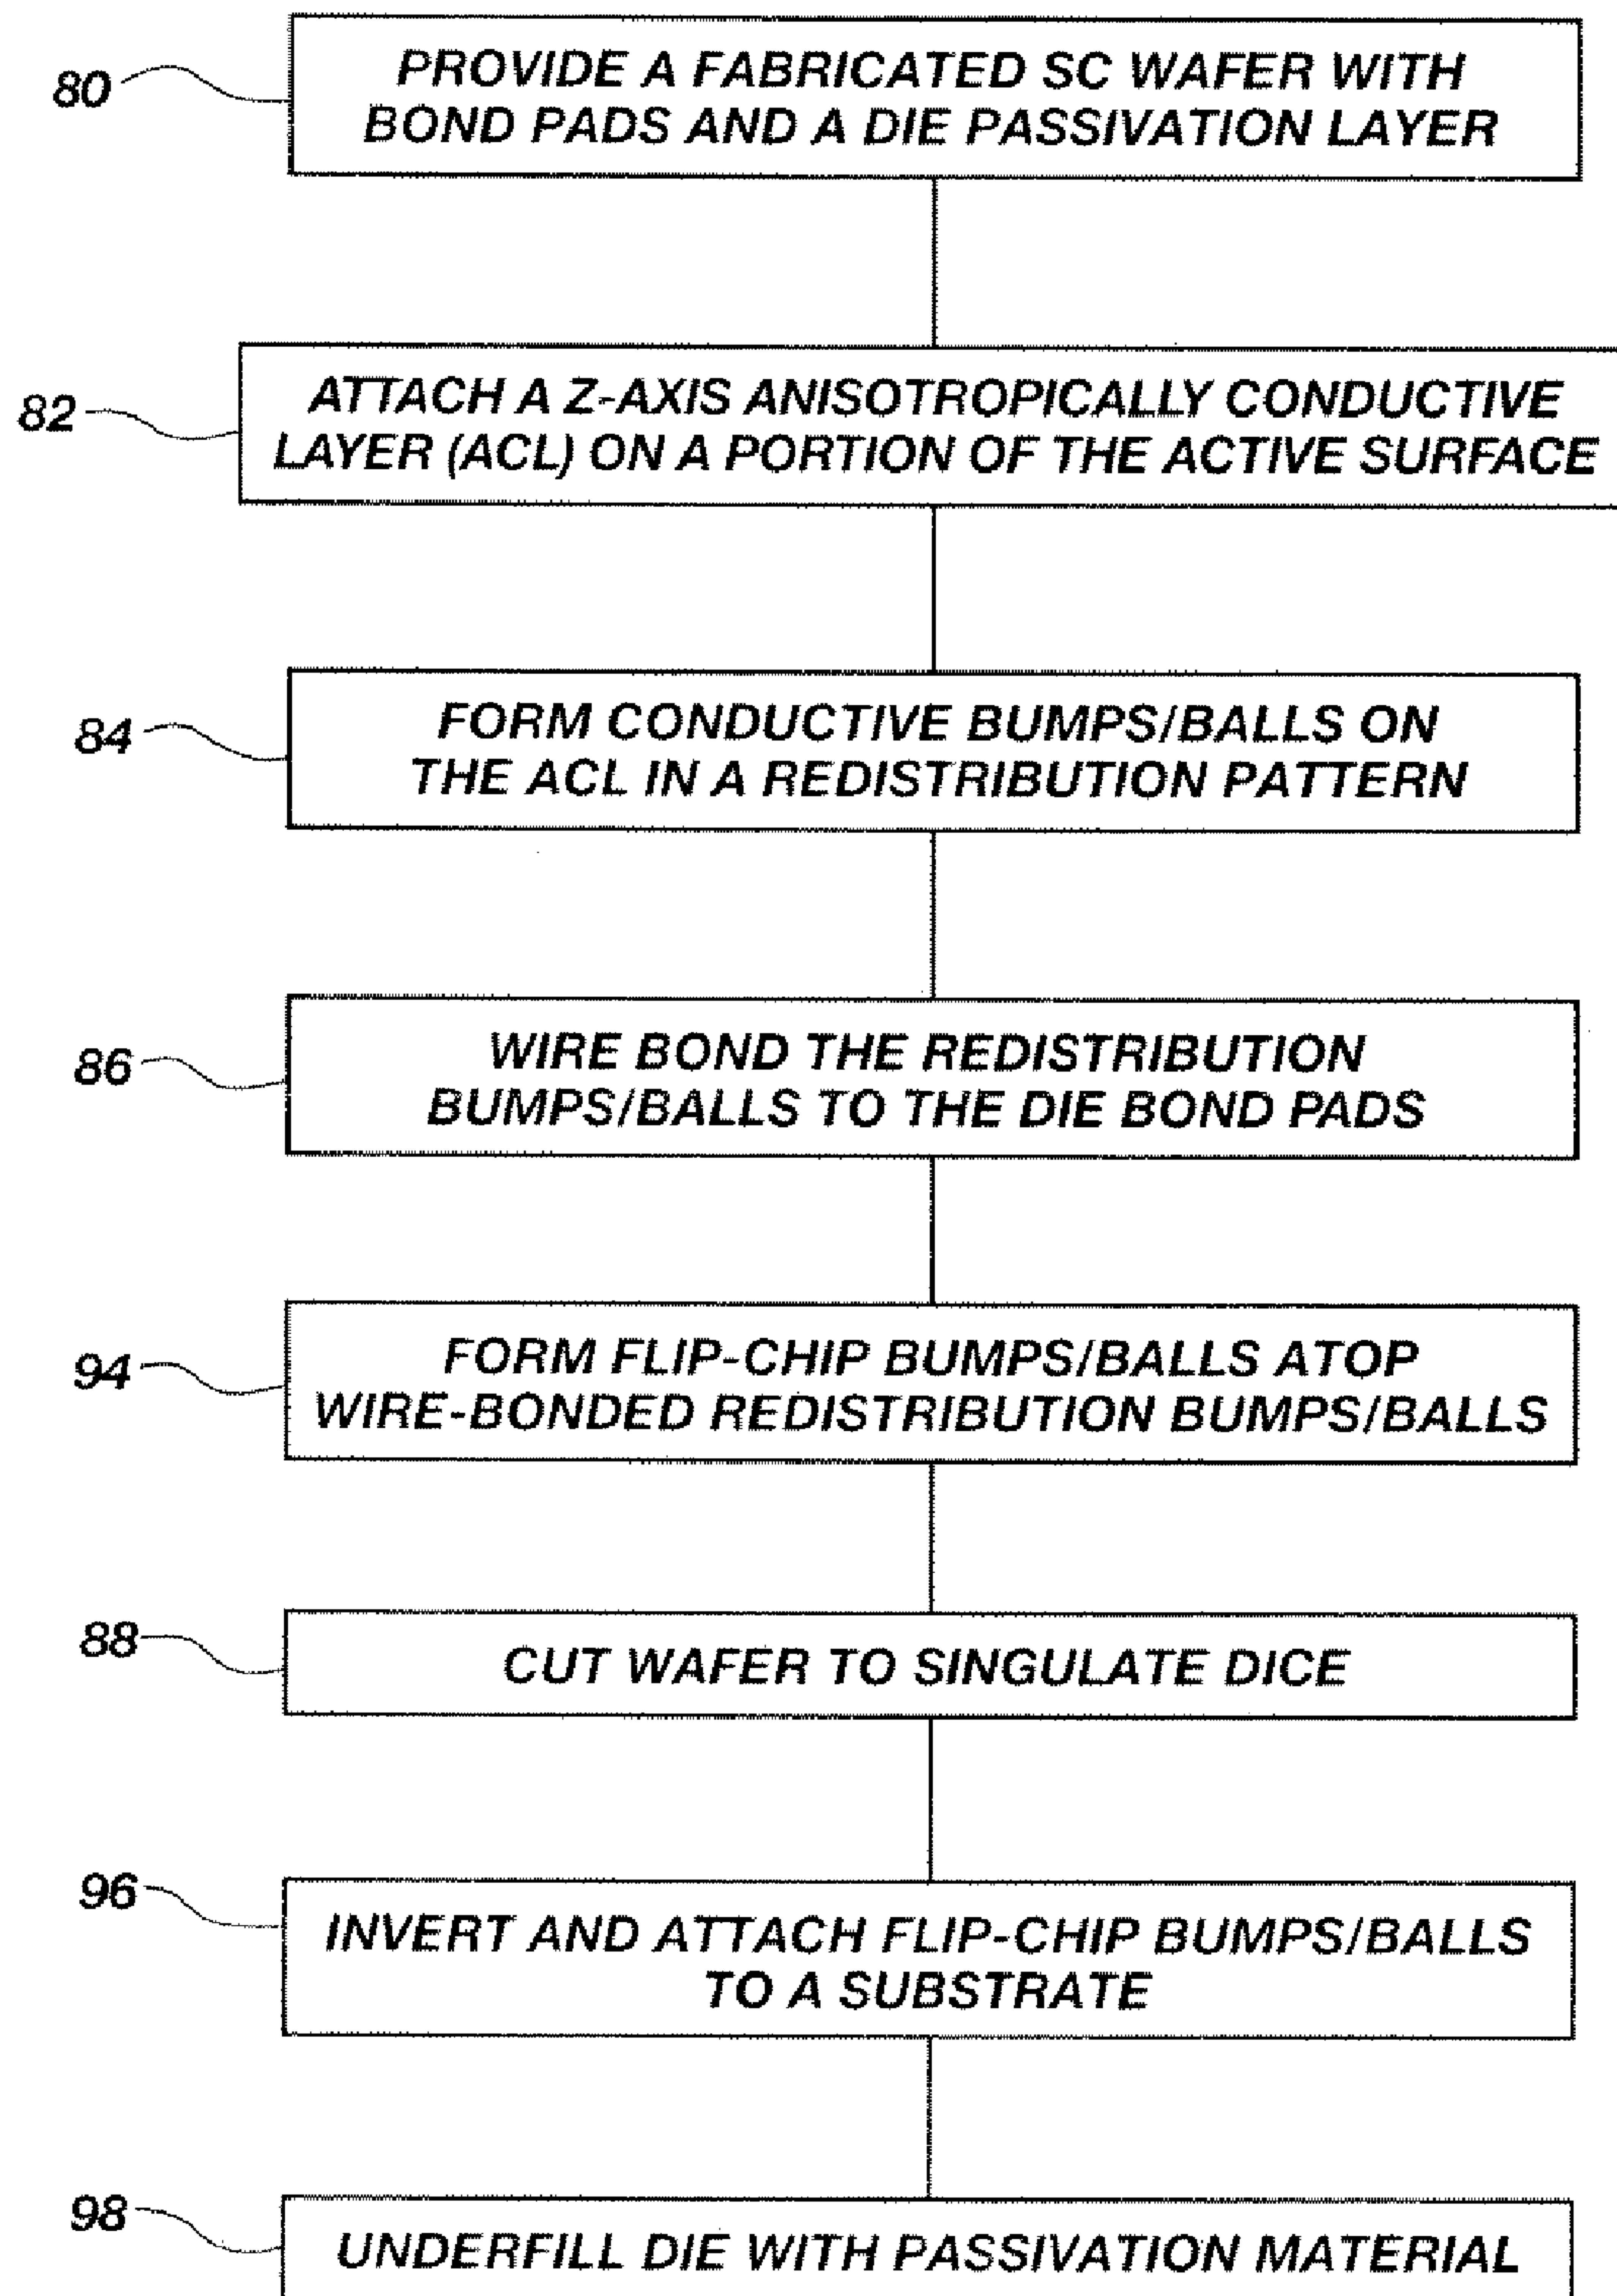 80
PROVIDE A FABRICATED SC WAFER WITH
BOND PADS AND A DIE PASSIVATION LAYER
82
ATTACH A Z-AXIS ANISOTROPICALLY CONDUCTIVE
LAYER (ACL) ON A PORTION OF THE ACTIVE SURFACE
84
FORM CONDUCTIVE BUMPS/BALLS ON
THE ACL IN A REDISTRIBUTION PATTERN
86
WIRE BOND THE REDISTRIBUTION
BUMPS/BALLS TO THE DIE BOND PADS
94
FORM FLIP-CHIP BUMPS/BALLS ATOP
WIRE-BONDED REDISTRIBUTION BUMPS/BALLS
88
CUT WAFER TO SINGULATE DICE
96
INVERT AND ATTACH FLIP-CHIP BUMPS/BALLS
TO A SUBSTRATE
98
UNDERFILL DIE WITH PASSIVATION MATERIAL